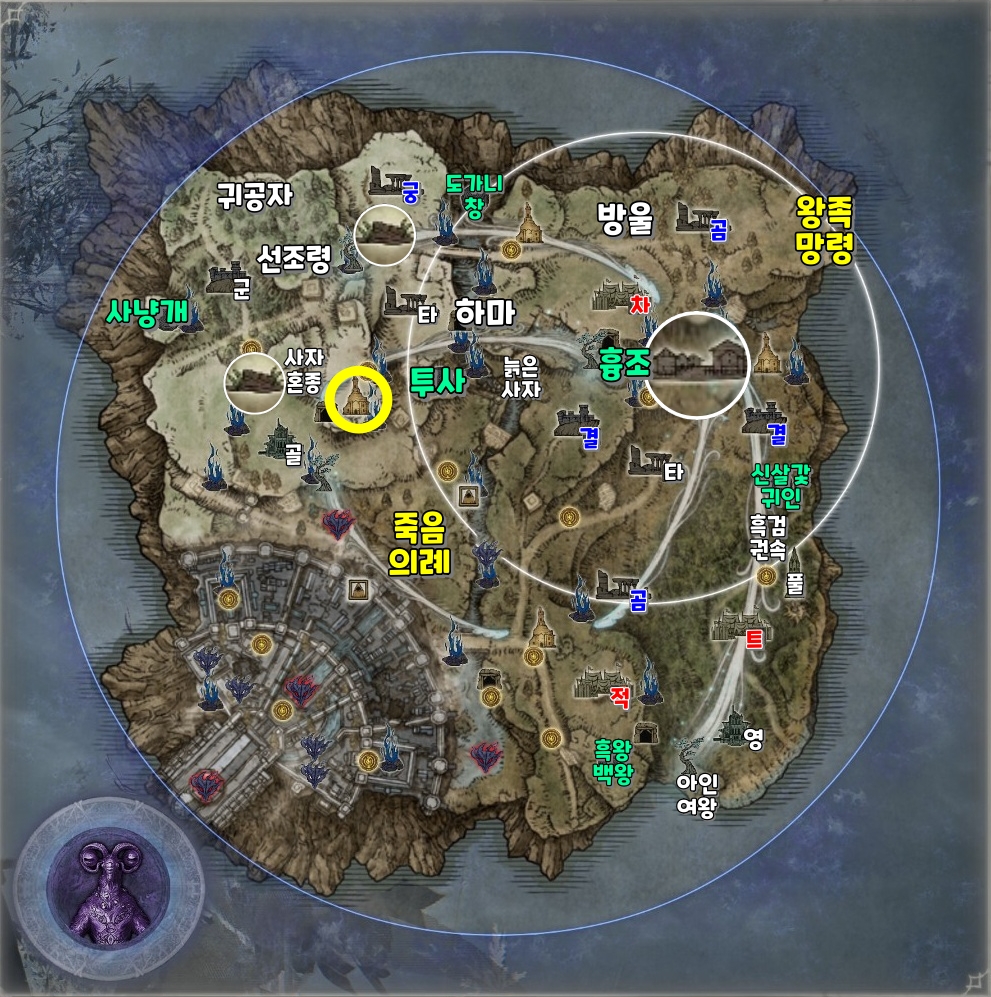 궁
도가니
창
귀공자
방울
곰
왕족
망령
선조령
군
사냥개
타
하마
차
사자
혼종
투사
늙은
사자
흉조
결
결
골
타
신살갗
귀인
죽음
의례
흑검
권속
풀
곰
트
적
영
흑왕
백왕
아인
여왕